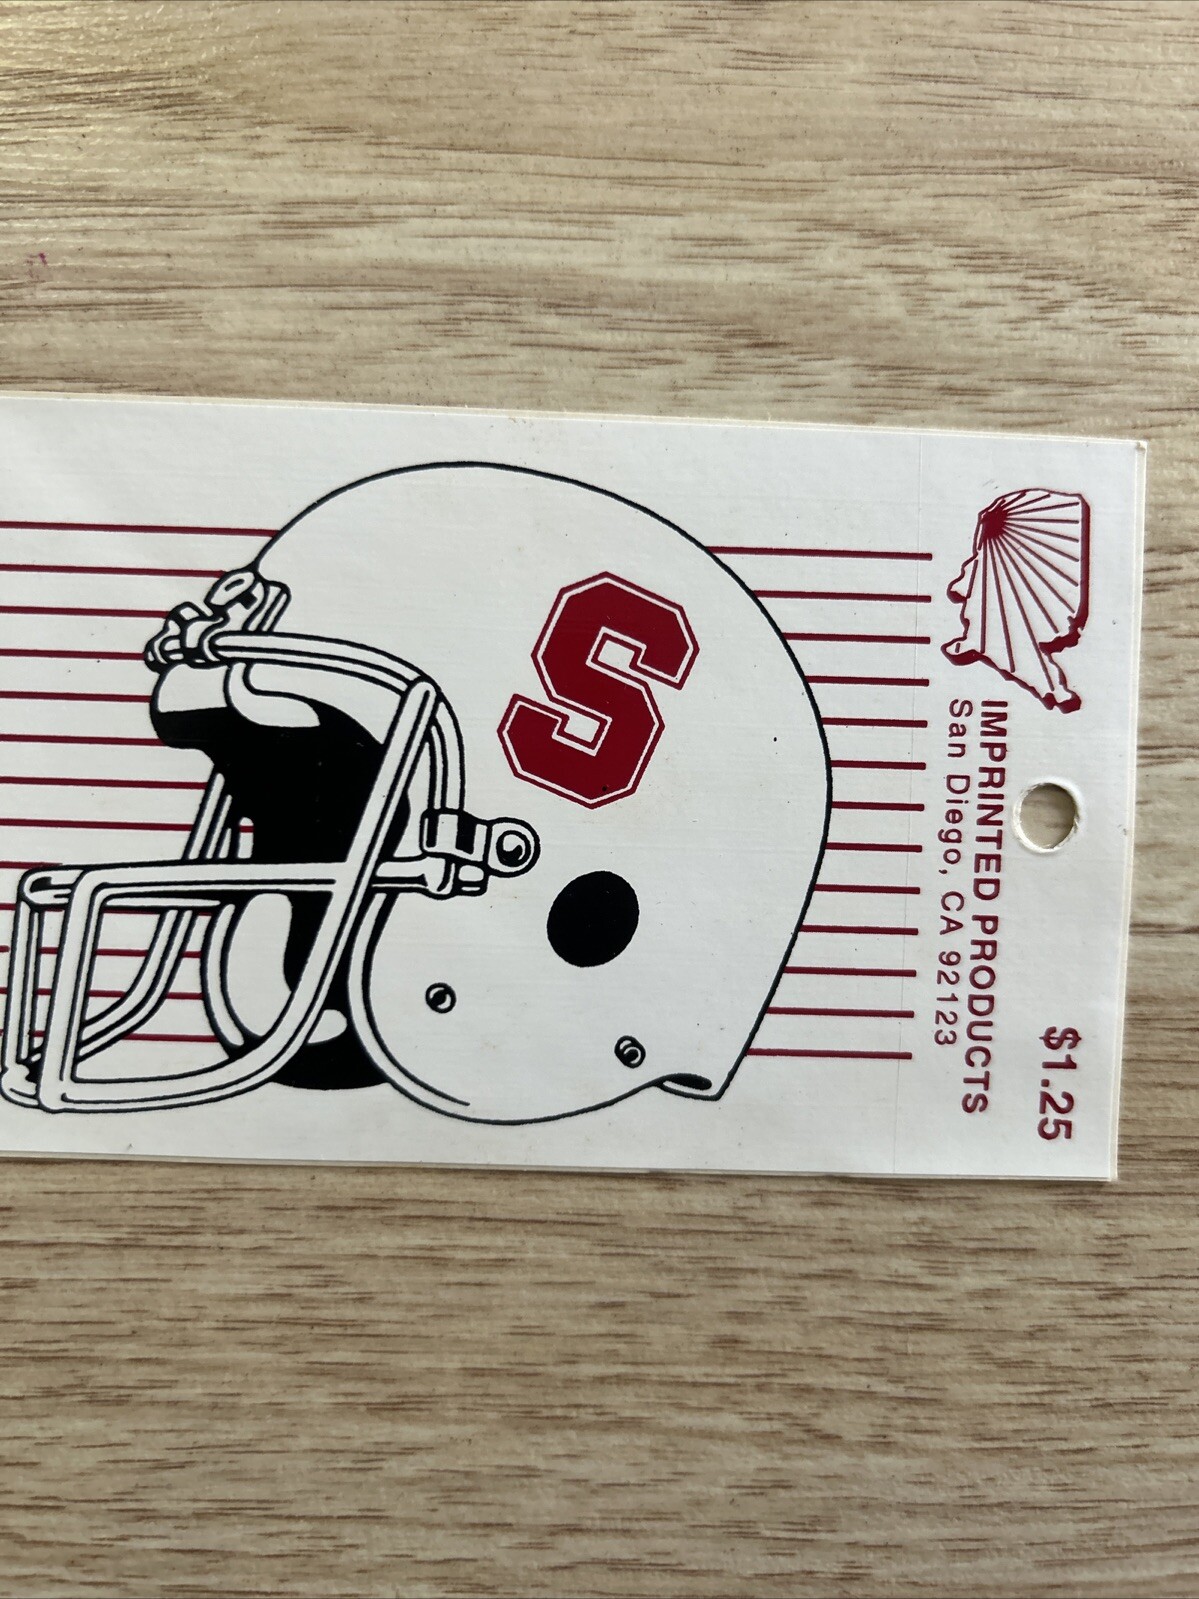 $1.25
IMPRINTED PRODUCTS
San Diego, CA 92123
S